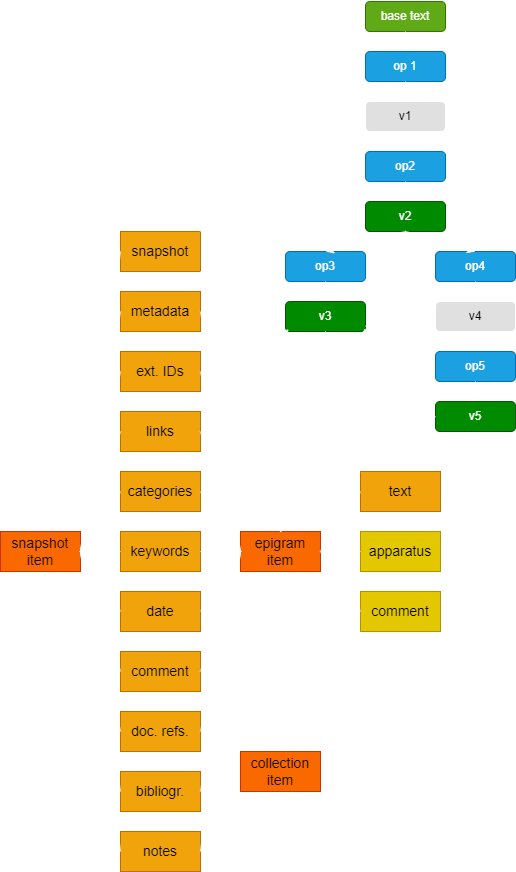 base text
op 1
v1
op2
v2
snapshot
op3
op4
metadata
v3
v4
ext. IDs
op5
links
v5
categories
text
snapshot
item
keywords
epigram
item
apparatus
date
comment
comment
doc. refs.
collection
item
bibliogr.
notes